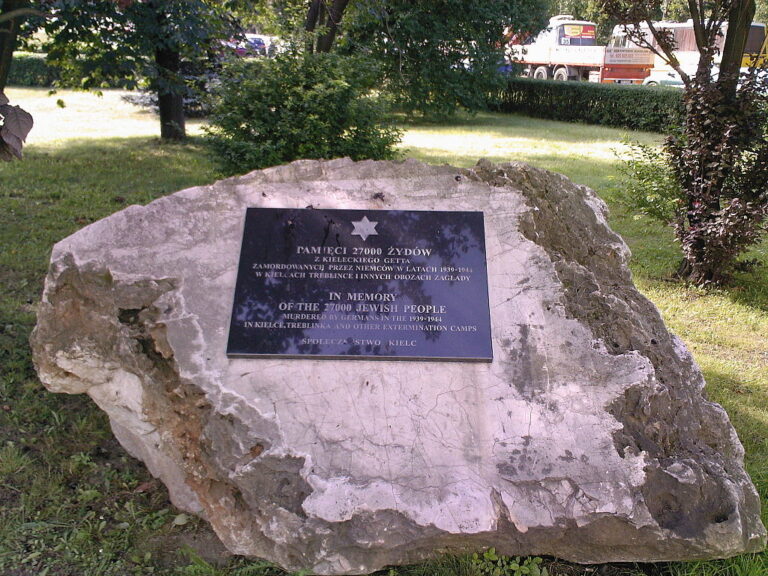 PAMIĘCI 27000 ŻYDÓW
Z KIELECKIEGO GETTA
ZAMORDOWANYCH PRZEZ NIEMCÓW W LATACH 1939-1944
W KIELCACH TREBLINCE I INNYCH OBOZACH ZAGŁADY
IN MEMORY
OF THE 27000 JEWISH PEOPLE
MURDERED BY GERMANS IN THE 1939-1944
IN KIELCE, TREBLINKA AND OTHER EXTERMINATION CAMPS
SPOŁECZ STWO KIELC